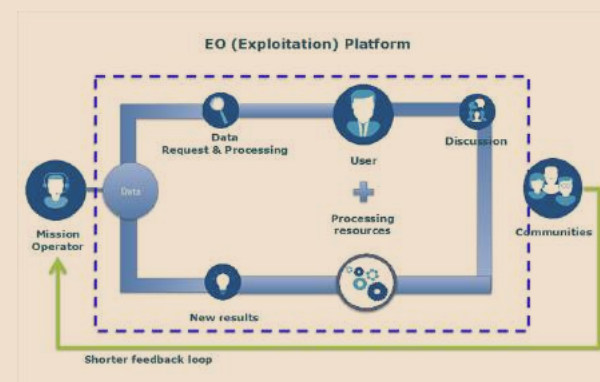 EO (Exploitation) Platform
Data
Request & Processing
User
Discussion
Data
Mission
Operator
Processing
resources
Communities
New results
Shorter feedback loop